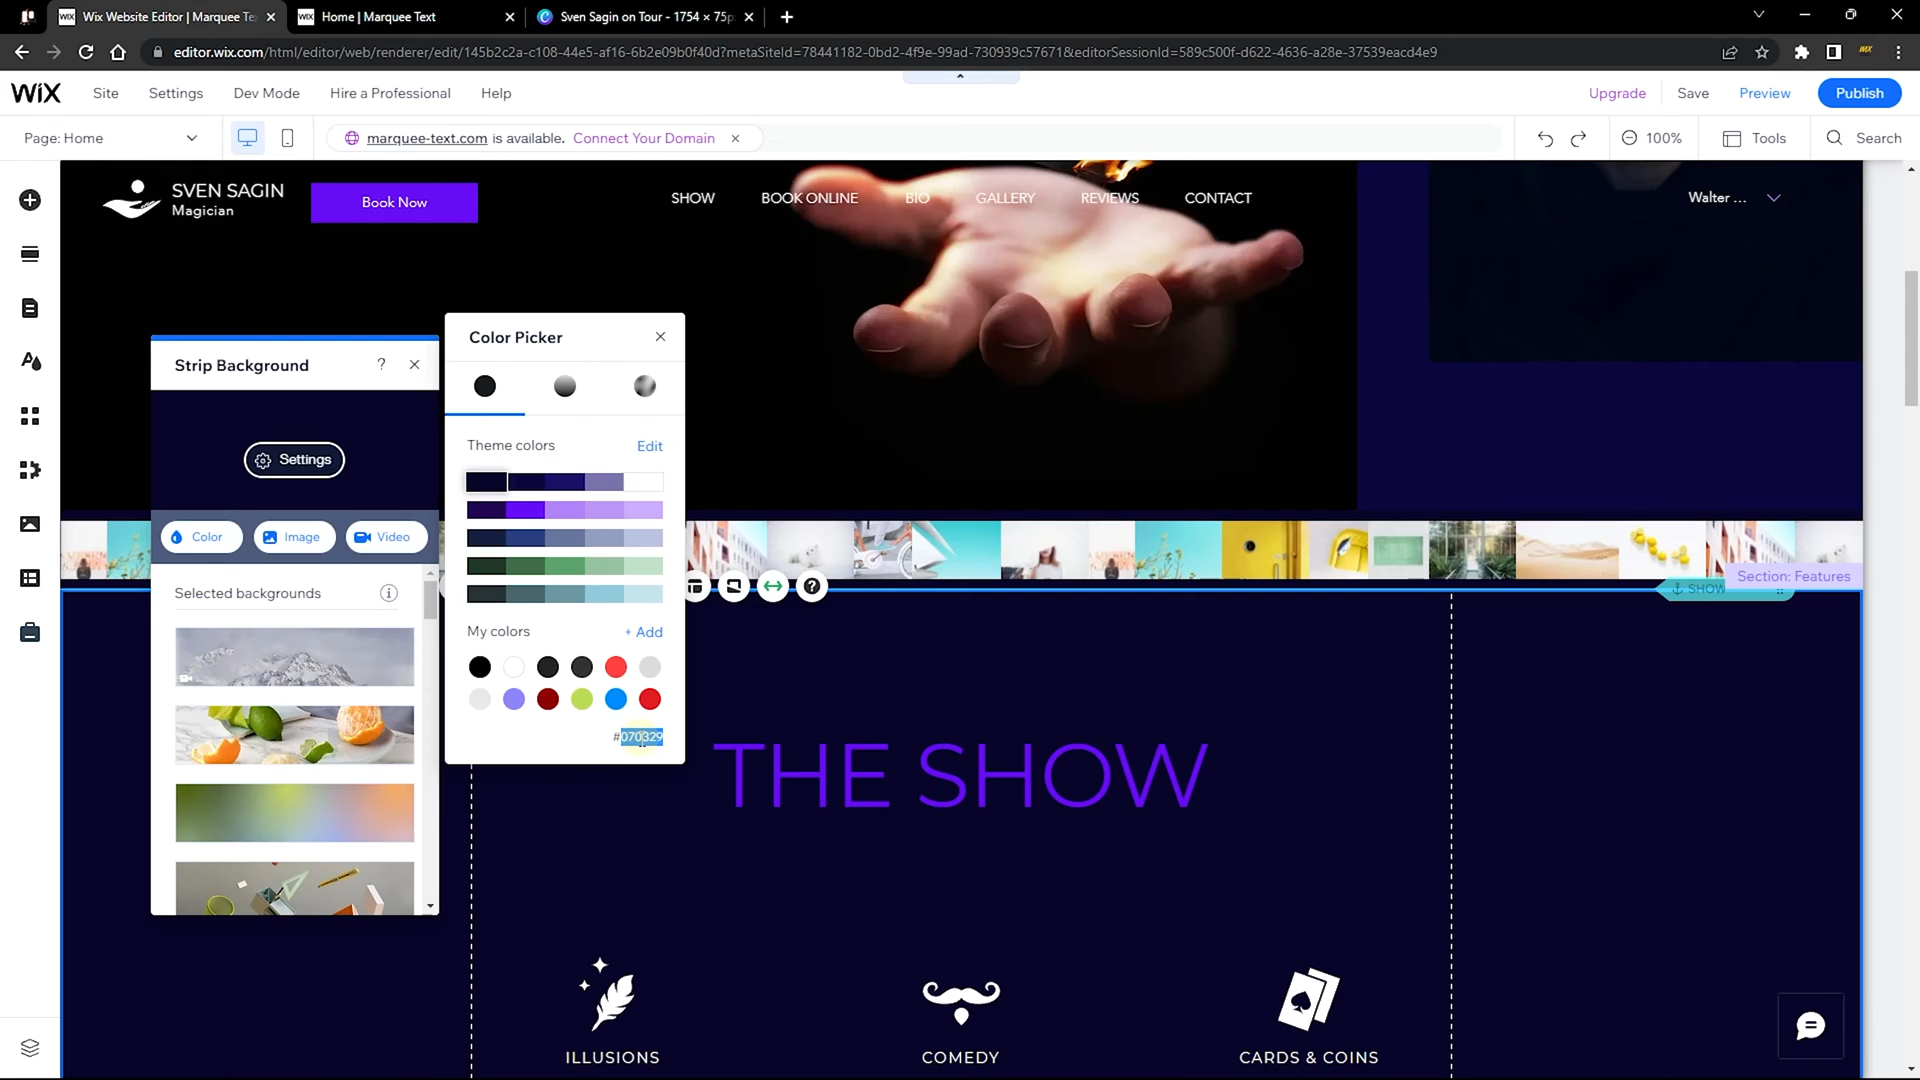 Wix Website Editor | Marquee Te
Home | Marquee Text
Sven Sagin on Tour - 1754 × 75p
editor.wix.com/html/editor/web/renderer/edit/145b2c2a-c108-44e5-af16-6b2e09b0f40d?metaSiteId=78441182-0bd2-4f9e-99ad-730939c57671&editorSessionId=589c500f-d622-4636-a28e-37539eacd4e9
WiX
Site
Settings
Dev Mode
Hire a Professional
Help
Upgrade
Save
Preview
Publish
Page: Home
marquee-text.com is available. Connect Your Domain
100%
Tools
Search
SVEN SAGIN
Magician
Book Now
SHOW
BOOK ONLINE
BIO
GALLERY
REVIEWS
CONTACT
Walter ...
Strip Background
?
Settings
Color
Image
Video
Selected backgrounds
Color Picker
Theme colors
Edit
My colors
+ Add
#070329
Section: Features
SHOW
THE SHOW
ILLUSIONS
COMEDY
CARDS & COINS